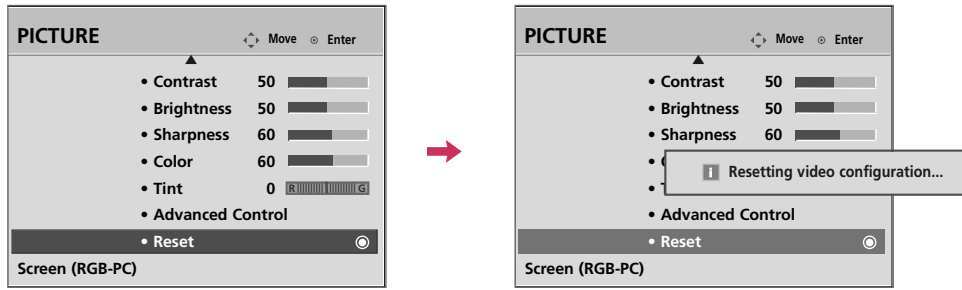 PICTURE
Move Enter
• Contrast 50
• Brightness 50
• Sharpness 60
• Color 60
• Tint 0 R G
• Advanced Control
• Reset
Screen (RGB-PC)
PICTURE
Move Enter
• Contrast 50
• Brightness 50
• Sharpness 60
i Resetting video configuration...
• Advanced Control
• Reset
Screen (RGB-PC)